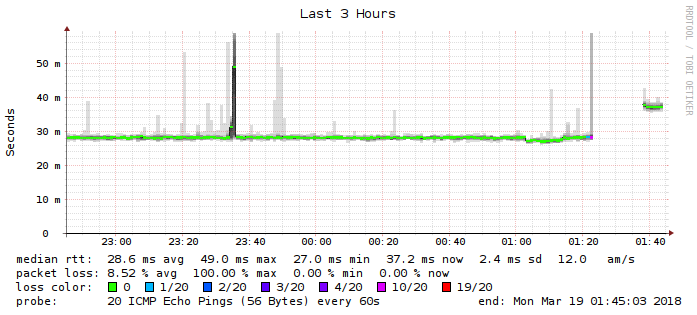 Last 3 Hours
RRDTOOL / TOBI OETIKER
Seconds
50 m
40 m
30 m
20 m
10 m
0
23:00 23:20 23:40 00:00 00:20 00:40 01:00 01:20 01:40
median rtt: 28.6 ms avg 49.0 ms max 27.0 ms min 37.2 ms now 2.4 ms sd 12.0 am/s
packet loss: 8.52 % avg 100.00 % max 0.00 % min 0.00 % now
loss color: 0 1/20 2/20 3/20 4/20 10/20 19/20
probe: 20 ICMP Echo Pings (56 Bytes) every 60s end: Mon Mar 19 01:45:03 2018